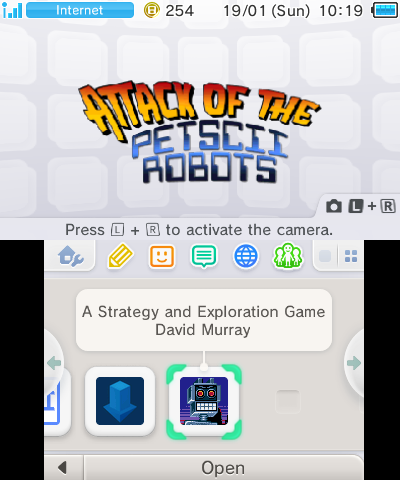 Internet
254
19/01 (Sun) 10:19
ATTACK OF THE
PETSCII
ROBOTS
L + R
Press L + R to activate the camera.
A Strategy and Exploration Game
David Murray
Open